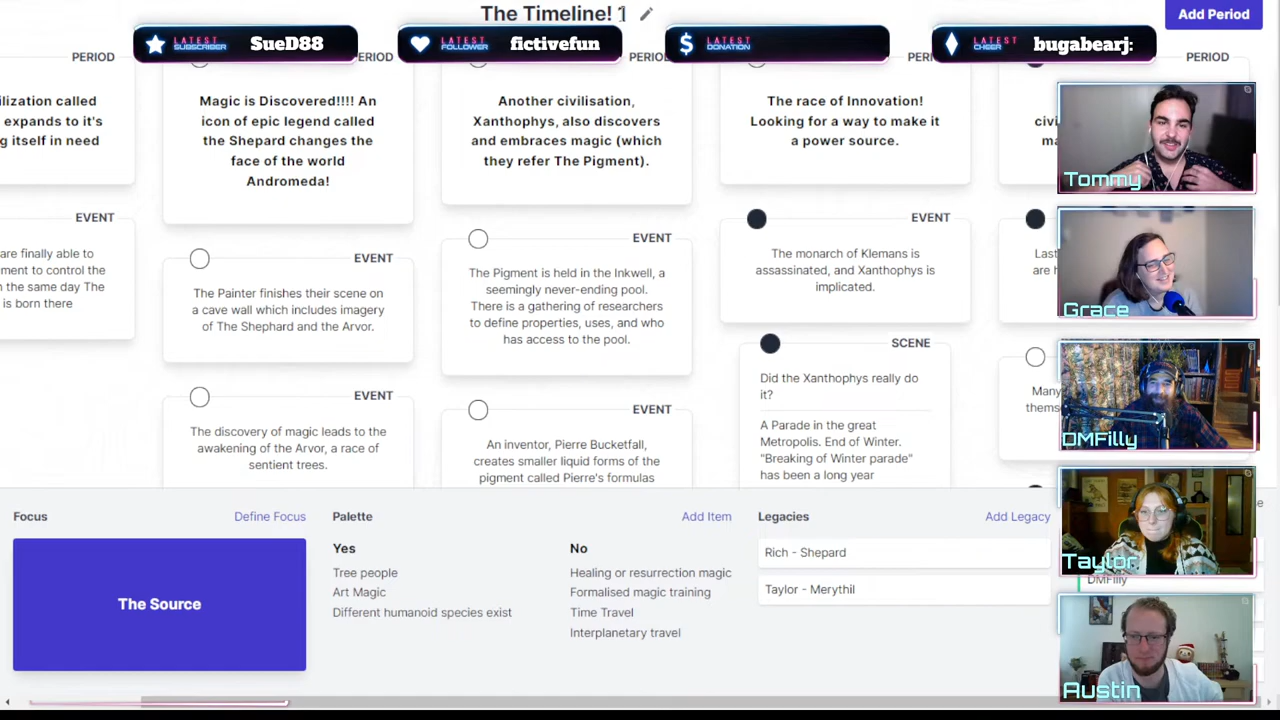 The Timeline! 1
Add Period
LATEST SUBSCRIBER SueD88
LATEST FOLLOWER fictivefun
LATEST DONATION
LATEST CHEER bugabearj:
PERIOD
ilization called
expands to it's
g itself in need
EVENT
are finally able to
ment to control the
n the same day The
is born there
PERIOD
Magic is Discovered!!!! An
icon of epic legend called
the Shepard changes the
face of the world
Andromeda!
EVENT
The Painter finishes their scene on
a cave wall which includes imagery
of The Shephard and the Arvor.
EVENT
The discovery of magic leads to the
awakening of the Arvor, a race of
sentient trees.
PERIOD
Another civilisation,
Xanthophys, also discovers
and embraces magic (which
they refer The Pigment).
EVENT
The Pigment is held in the Inkwell, a
seemingly never-ending pool.
There is a gathering of researchers
to define properties, uses, and who
has access to the pool.
EVENT
An inventor, Pierre Bucketfall,
creates smaller liquid forms of the
pigment called Pierre's formulas
PERI
The race of Innovation!
Looking for a way to make it
a power source.
EVENT
The monarch of Klemans is
assassinated, and Xanthophys is
implicated.
SCENE
Did the Xanthophys really do
it?
A Parade in the great
Metropolis. End of Winter.
"Breaking of Winter parade"
has been a long year
PERIOD
civi
ma
Last
are h
Many
themse
Tommy
Grace
DMFilly
Taylor
DMFilly
Austin
Focus
Define Focus
The Source
Palette
Add Item
Yes
Tree people
Art Magic
Different humanoid species exist
No
Healing or resurrection magic
Formalised magic training
Time Travel
Interplanetary travel
Legacies
Add Legacy
Rich - Shepard
Taylor - Merythil